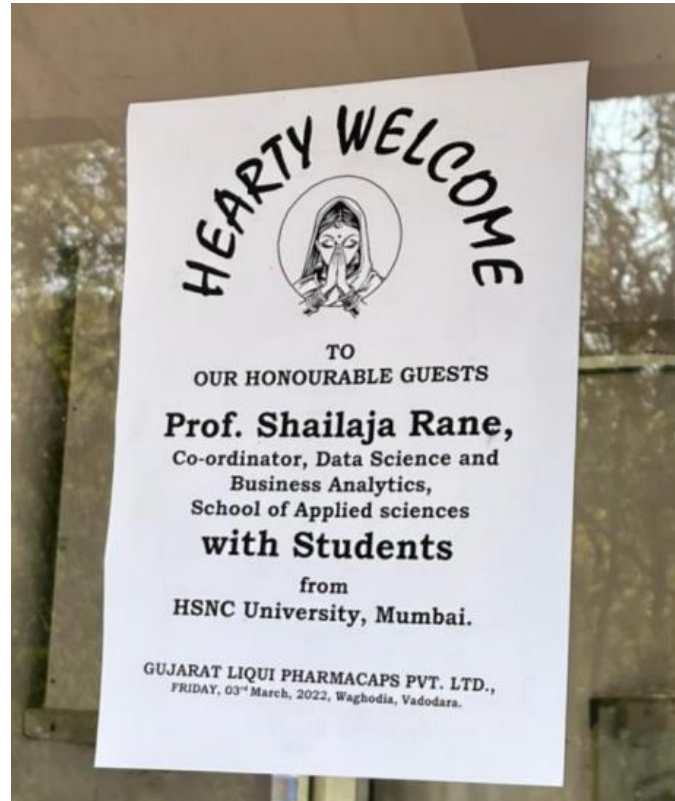 HEARTY WELCOME
TO
OUR HONOURABLE GUESTS
Prof. Shailaja Rane,
Co-ordinator, Data Science and
Business Analytics,
School of Applied sciences
with Students
from
HSNC University, Mumbai.
GUJARAT LIQUI PHARMACAPS PVT. LTD.,
FRIDAY, 03rd March, 2022, Waghodia, Vadodara.